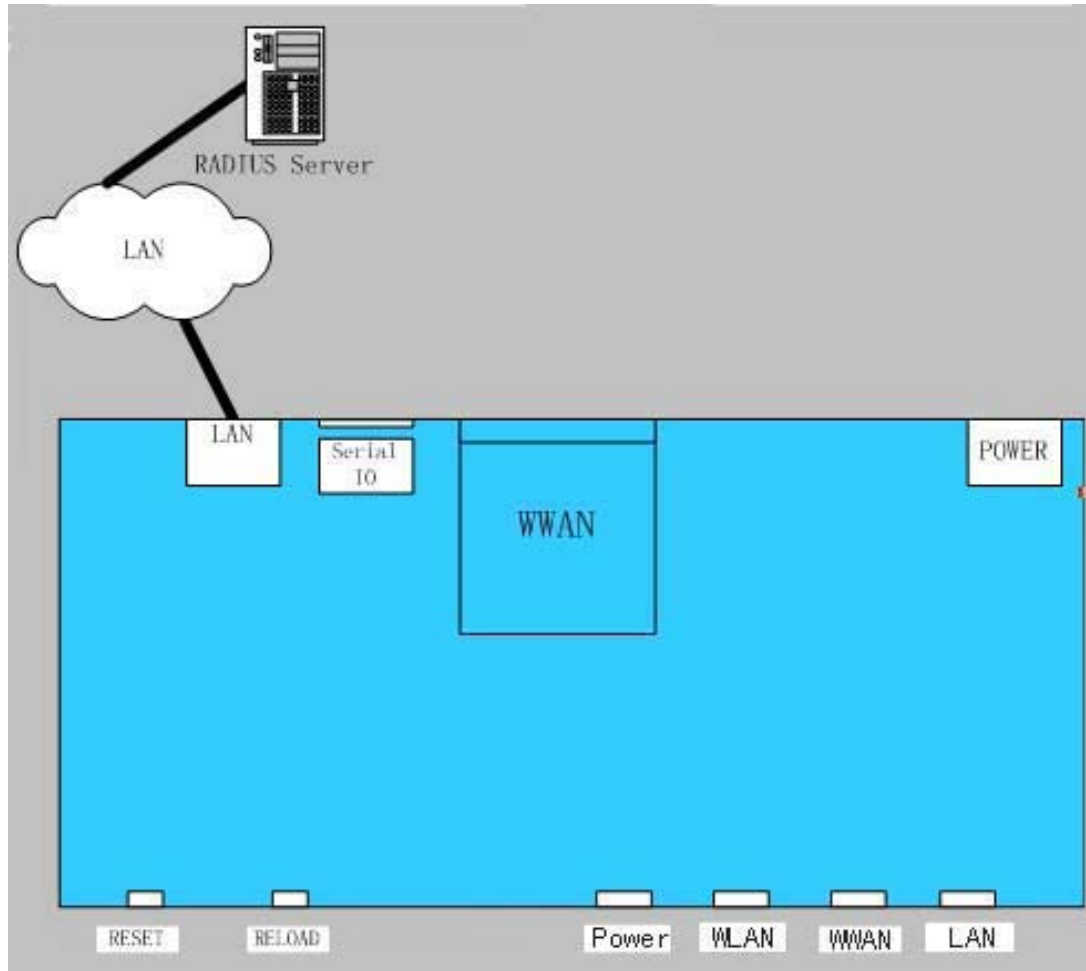 RADIUS Server
LAN
LAN
Serial
IO
WWAN
POWER
RESET
RELOAD
Power
WLAN
WWAN
LAN